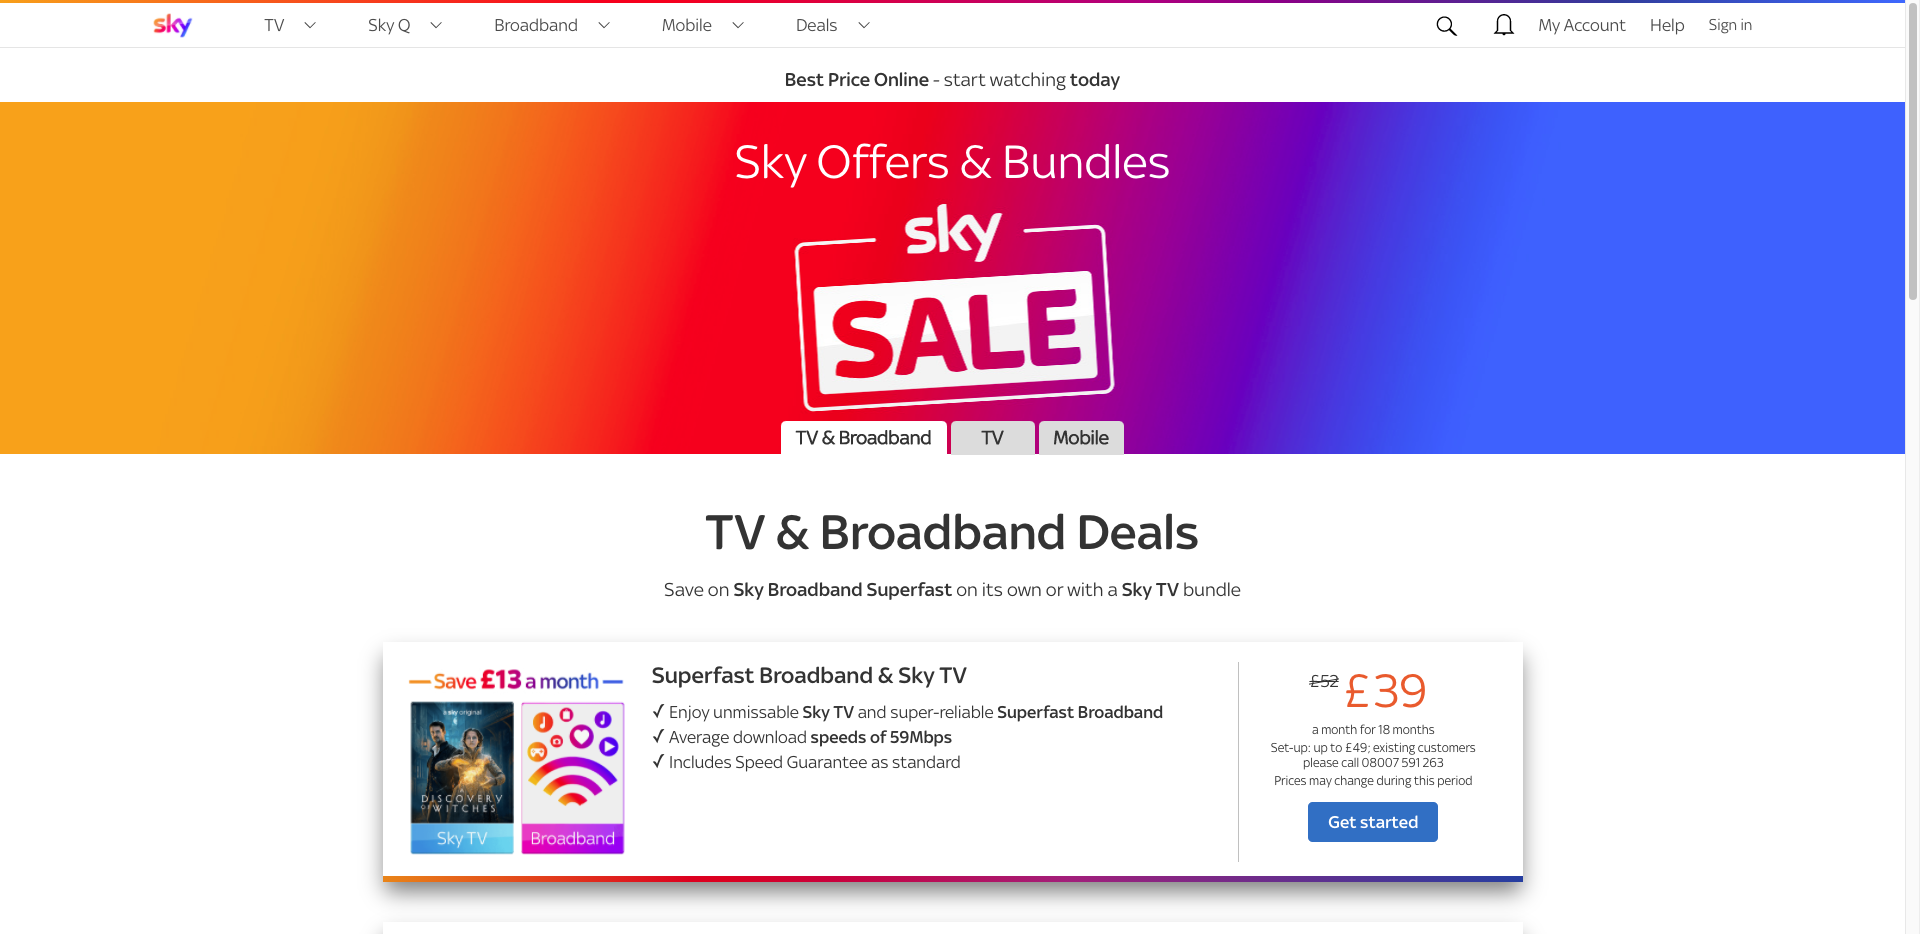 sky
TV
Sky Q
Broadband
Mobile
Deals
My Account
Help
Sign in
Best Price Online - start watching today
Sky Offers & Bundles
sky
SALE
TV & Broadband
TV
Mobile
TV & Broadband Deals
Save on Sky Broadband Superfast on its own or with a Sky TV bundle
Save £13 a month
a sky original
A DISCOVERY
OF WITCHES
Sky TV
Broadband
Superfast Broadband & Sky TV
✓ Enjoy unmissable Sky TV and super-reliable Superfast Broadband
✓ Average download speeds of 59Mbps
✓ Includes Speed Guarantee as standard
£52 £39
a month for 18 months
Set-up: up to £49; existing customers
please call 08007 591 263
Prices may change during this period
Get started